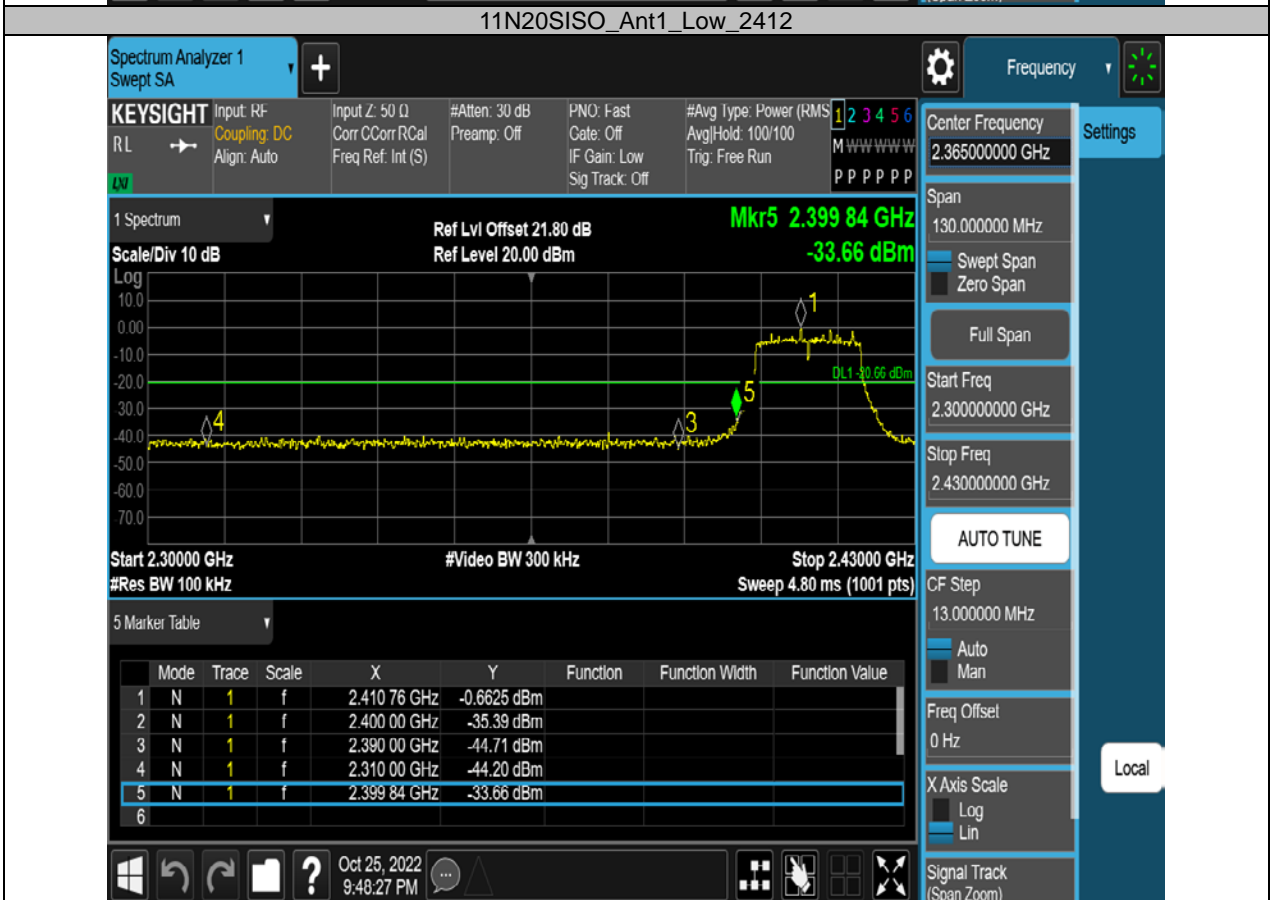 (Span Zoom)
11N20SISO_Ant1_Low_2412
Spectrum Analyzer 1
Swept SA
+
Frequency
KEYSIGHT
RL
LXI
Input: RF
Coupling: DC
Align: Auto
Input Z: 50 Ω
Corr CCorr RCal
Freq Ref: Int (S)
#Atten: 30 dB
Preamp: Off
PNO: Fast
Gate: Off
IF Gain: Low
Sig Track: Off
#Avg Type: Power (RMS
Avg|Hold: 100/100
Trig: Free Run
1 2 3 4 5 6
M W W W W W
P P P P P P
1 Spectrum
Scale/Div 10 dB
Ref Lvl Offset 21.80 dB
Ref Level 20.00 dBm
Mkr5 2.399 84 GHz
-33.66 dBm
Log
10.0
0.00
-10.0
-20.0
-30.0
-40.0
-50.0
-60.0
-70.0
1
DL1 -20.66 dBm
5
4
3
Start 2.30000 GHz
#Video BW 300 kHz
Stop 2.43000 GHz
#Res BW 100 kHz
Sweep 4.80 ms (1001 pts)
5 Marker Table
Mode Trace Scale X Y Function Function Width Function Value
1 N 1 f 2.410 76 GHz -0.6625 dBm
2 N 1 f 2.400 00 GHz -35.39 dBm
3 N 1 f 2.390 00 GHz -44.71 dBm
4 N 1 f 2.310 00 GHz -44.20 dBm
5 N 1 f 2.399 84 GHz -33.66 dBm
6
?
Oct 25, 2022
9:48:27 PM
Center Frequency
2.365000000 GHz
Settings
Span
130.000000 MHz
Swept Span
Zero Span
Full Span
Start Freq
2.300000000 GHz
Stop Freq
2.430000000 GHz
AUTO TUNE
CF Step
13.000000 MHz
Auto
Man
Freq Offset
0 Hz
Local
X Axis Scale
Log
Lin
Signal Track
(Span Zoom)